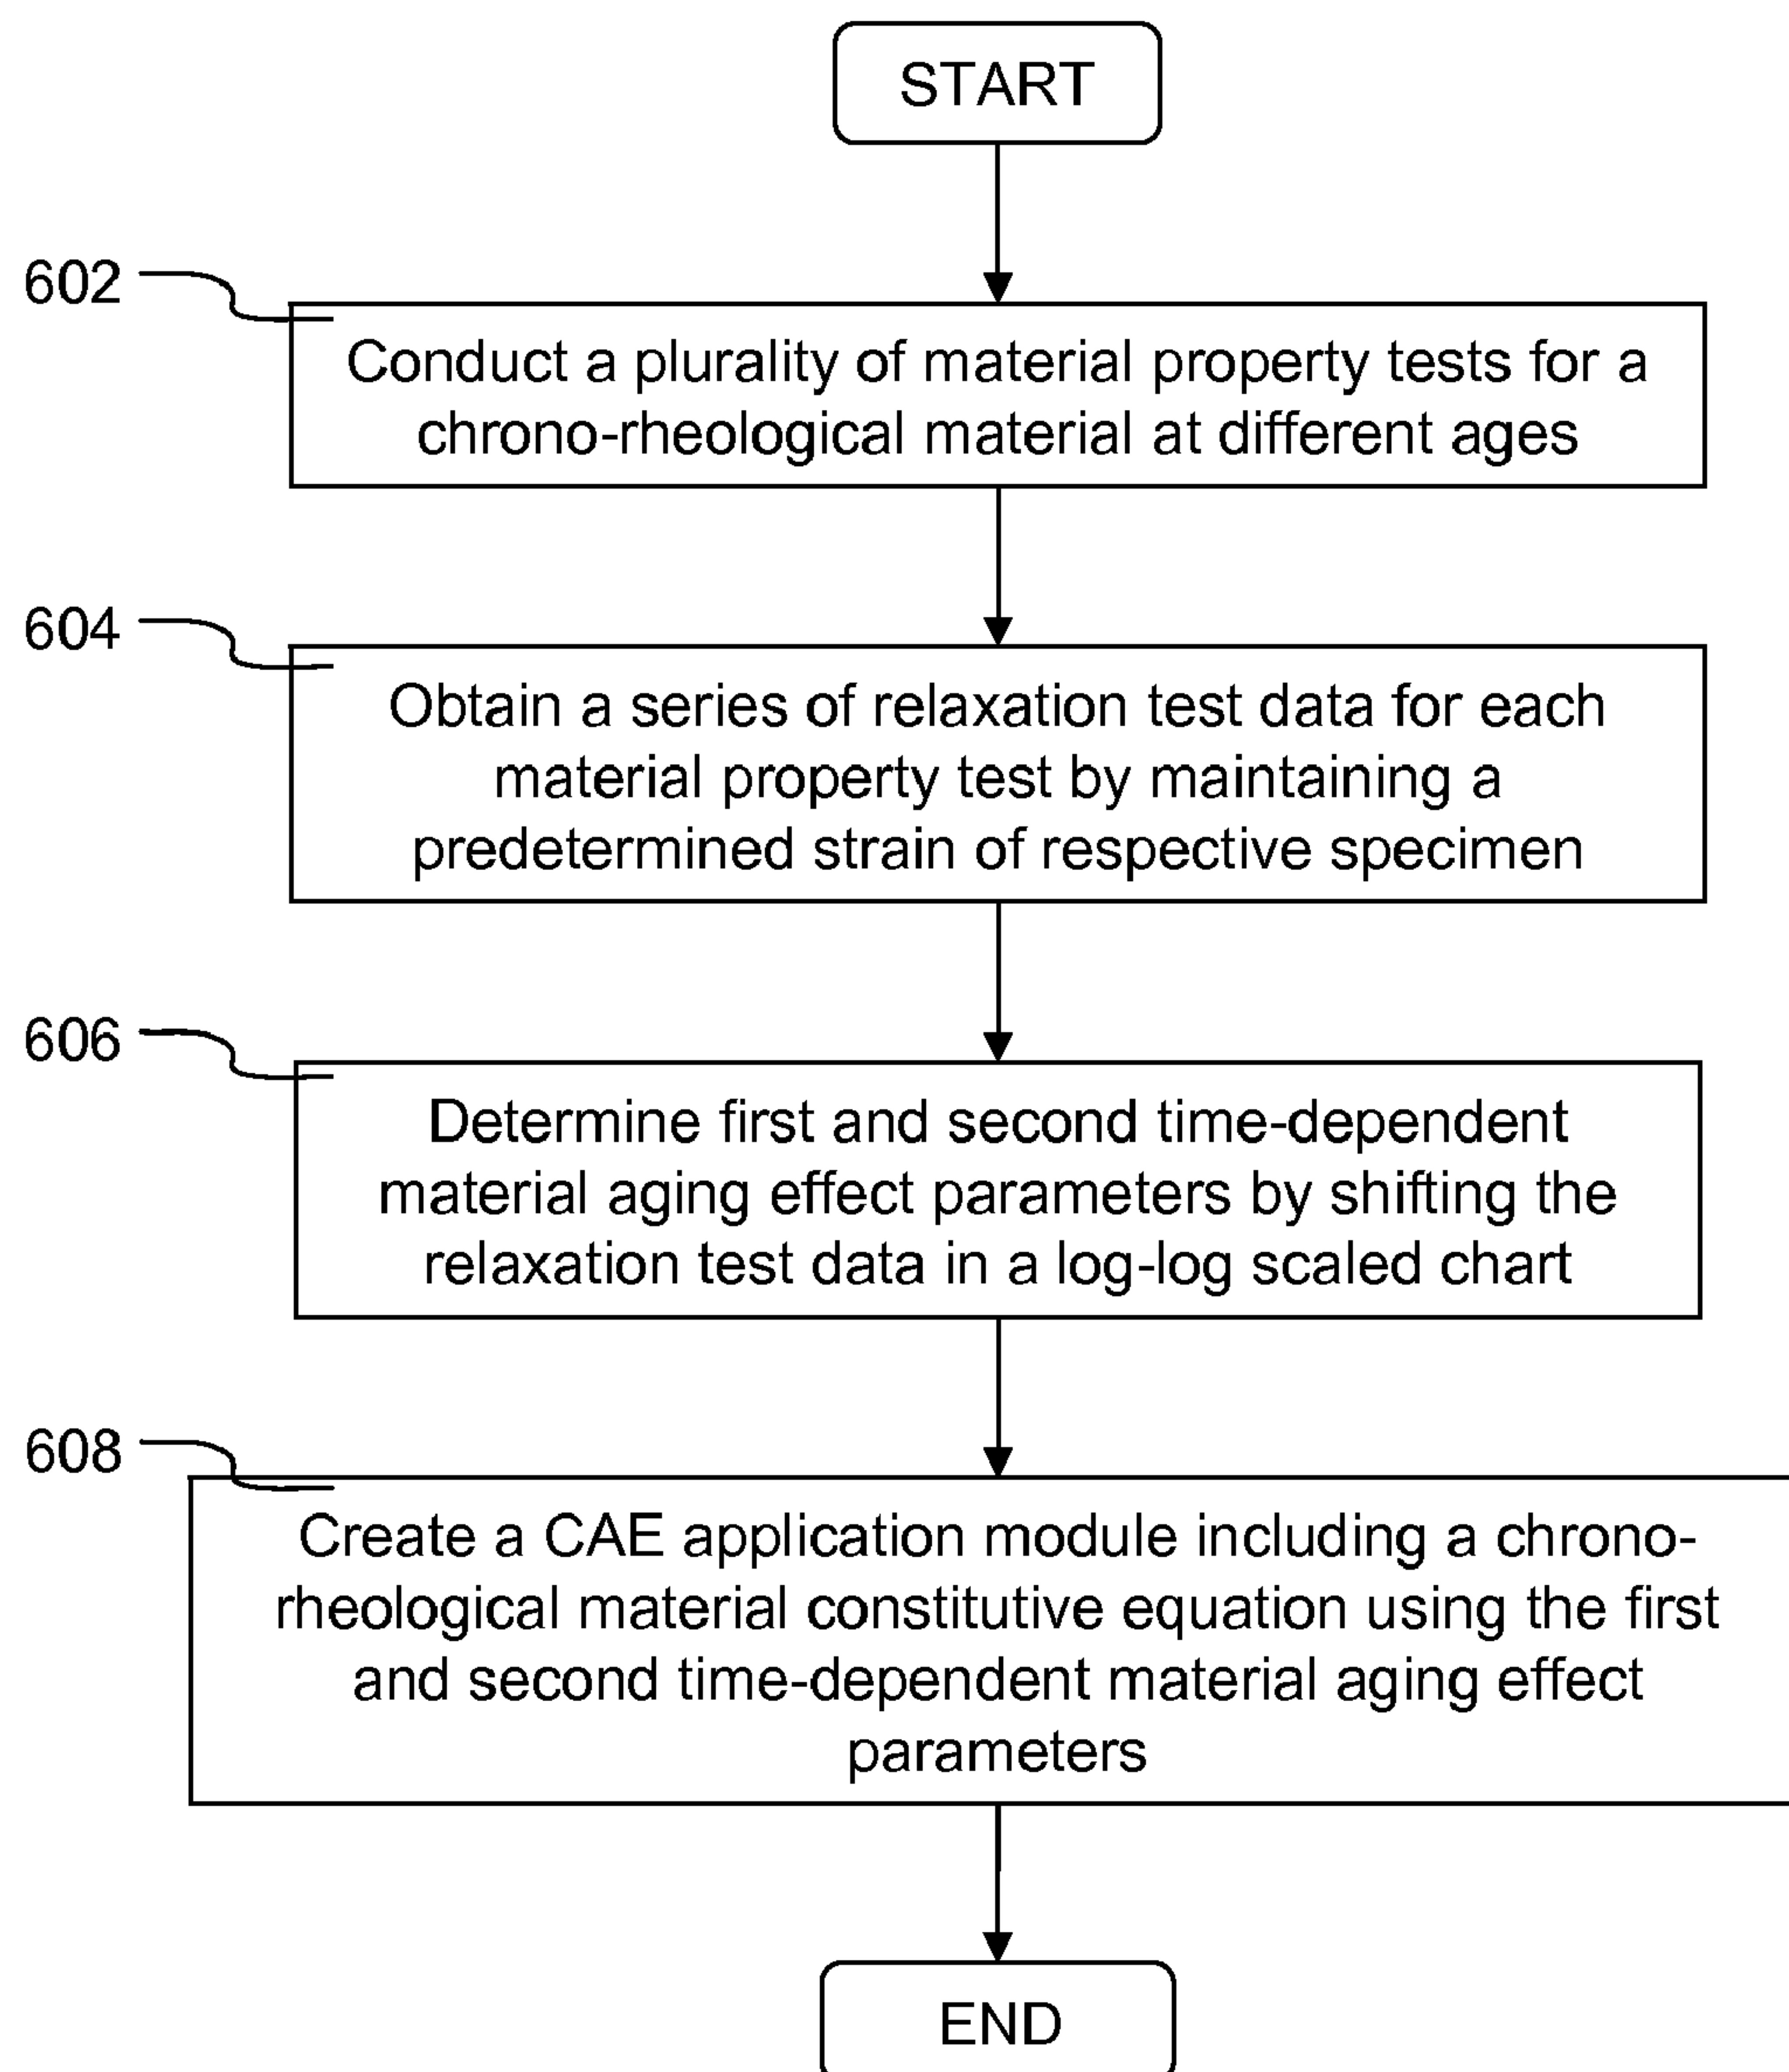 START
602
Conduct a plurality of material property tests for a
chrono-rheological material at different ages
604
Obtain a series of relaxation test data for each
material property test by maintaining a
predetermined strain of respective specimen
606
Determine first and second time-dependent
material aging effect parameters by shifting the
relaxation test data in a log-log scaled chart
608
Create a CAE application module including a chrono-
rheological material constitutive equation using the first
and second time-dependent material aging effect
parameters
END